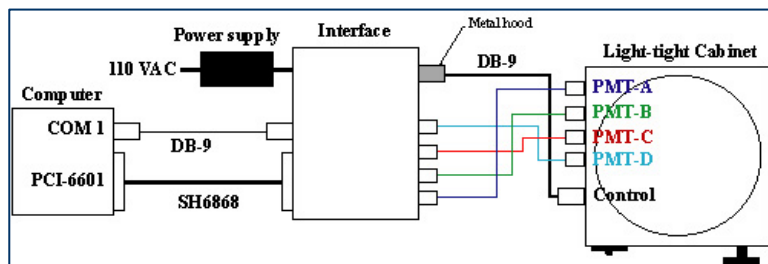 Metal hood
Power supply
Interface
Light-tight Cabinet
110 VAC
DB-9
PMT-A
Computer
PMT-B
COM 1
PMT-C
DB-9
PMT-D
PCI-6601
SH6868
Control